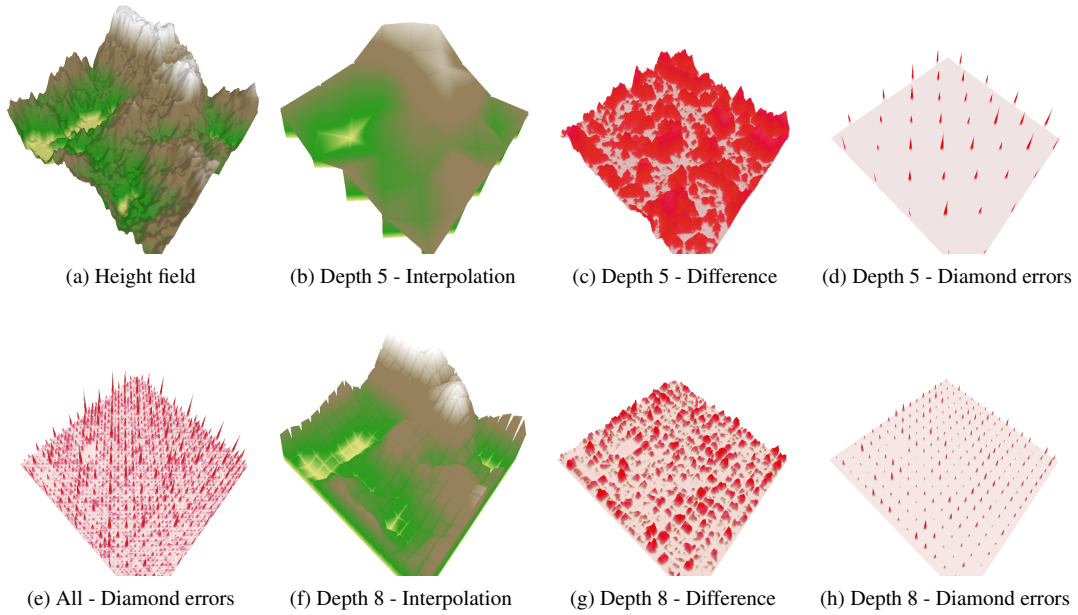 (a) Height field
(b) Depth 5 - Interpolation
(c) Depth 5 - Difference
(d) Depth 5 - Diamond errors
(e) All - Diamond errors
(f) Depth 8 - Interpolation
(g) Depth 8 - Difference
(h) Depth 8 - Diamond errors